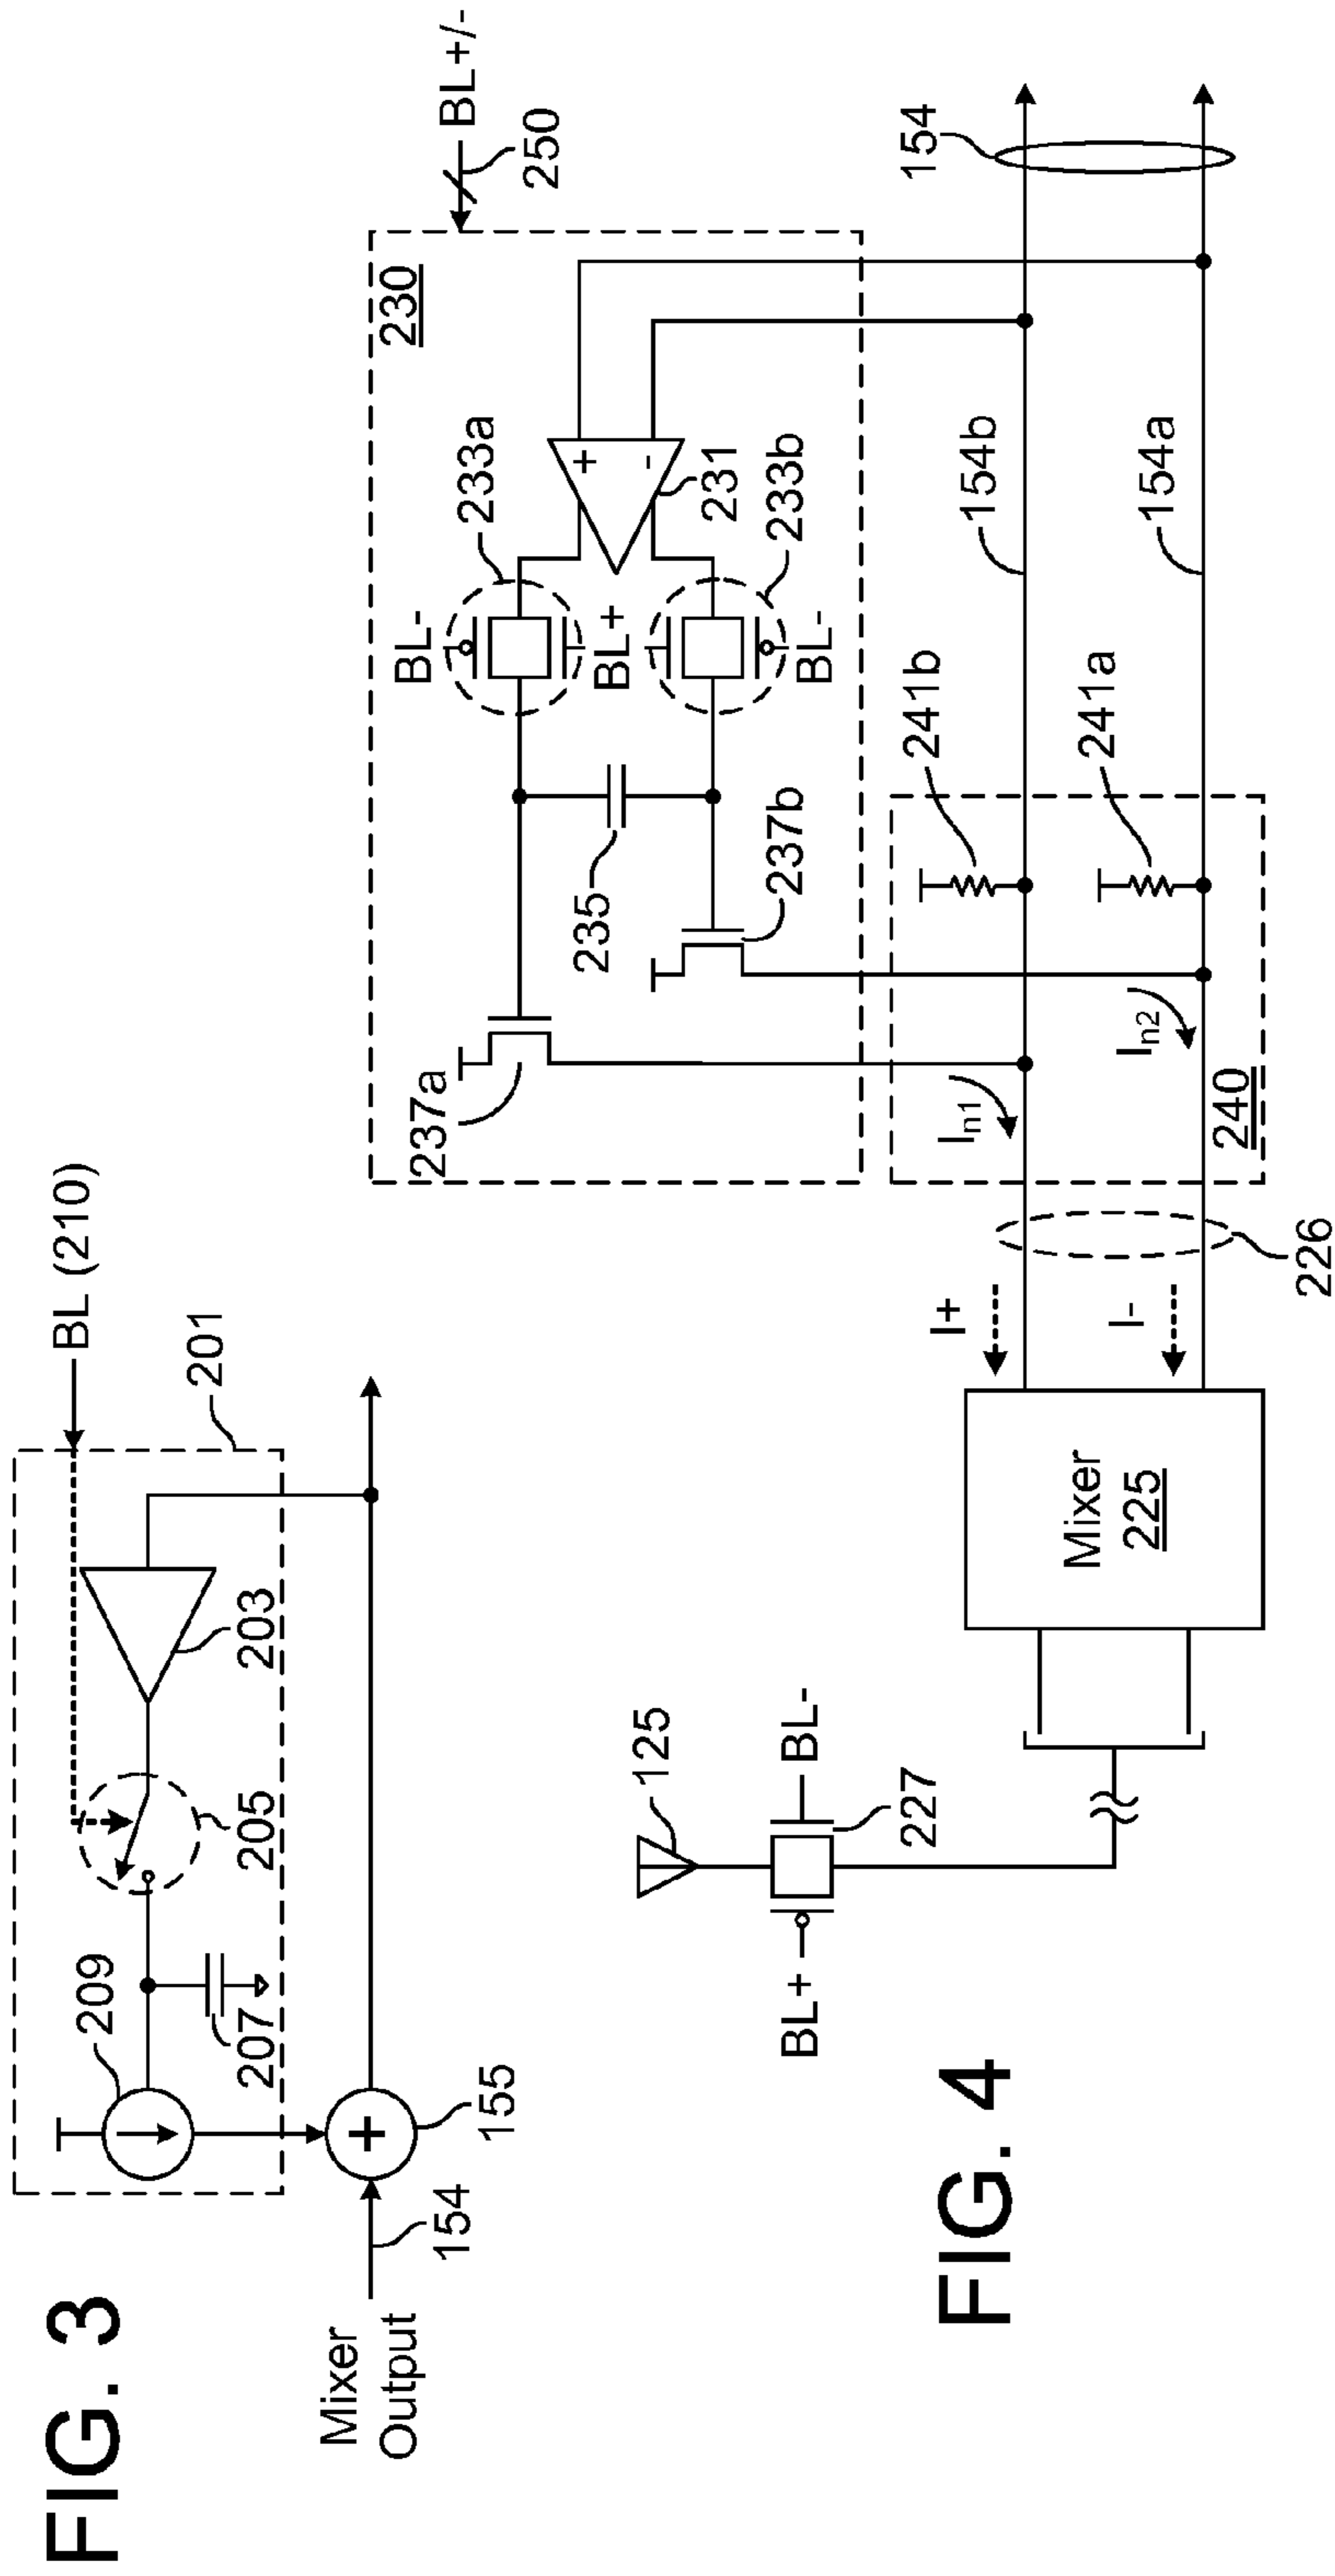 FIG. 3
BL (210)
201
209
205
203
207
Mixer
Output
154
155
FIG. 4
BL+/-
250
230
233a
BL-
BL+
+
-
231
233b
BL-
235
237a
237b
154
154b
154a
241b
241a
In1
In2
240
226
I+
I-
Mixer
225
125
BL+
BL-
227